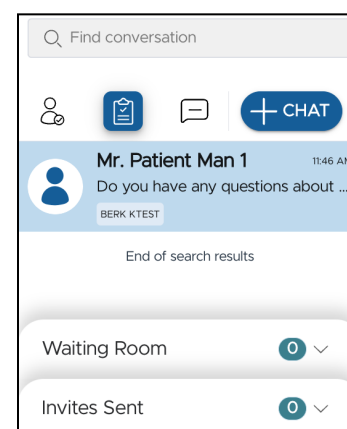 Find conversation
+ CHAT
Mr. Patient Man 1 11:46 AM
Do you have any questions about ...
BERK KTEST
End of search results
Waiting Room 0
Invites Sent 0